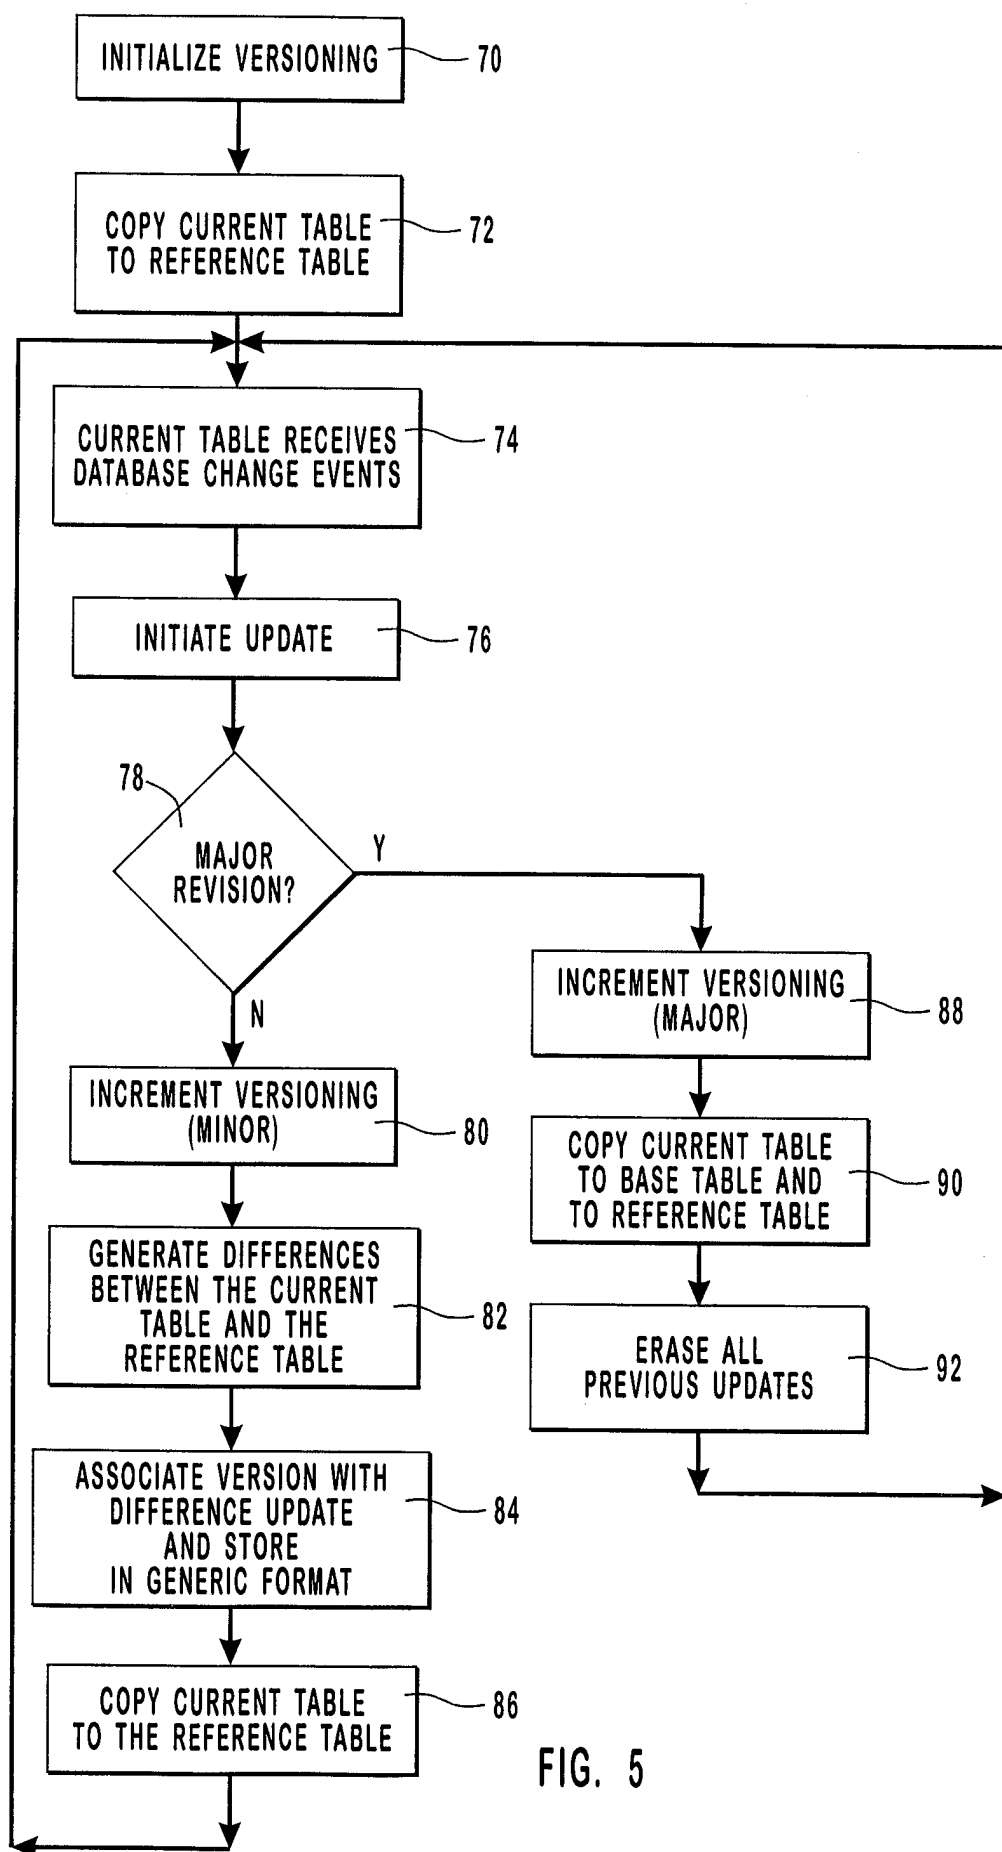 INITIALIZE VERSIONING
70
COPY CURRENT TABLE
TO REFERENCE TABLE
72
CURRENT TABLE RECEIVES
DATABASE CHANGE EVENTS
74
INITIATE UPDATE
76
78
MAJOR
REVISION?
Y
N
INCREMENT VERSIONING
(MINOR)
80
GENERATE DIFFERENCES
BETWEEN THE CURRENT
TABLE AND THE
REFERENCE TABLE
82
ASSOCIATE VERSION WITH
DIFFERENCE UPDATE
AND STORE
IN GENERIC FORMAT
84
COPY CURRENT TABLE
TO THE REFERENCE TABLE
86
INCREMENT VERSIONING
(MAJOR)
88
COPY CURRENT TABLE
TO BASE TABLE AND
TO REFERENCE TABLE
90
ERASE ALL
PREVIOUS UPDATES
92
FIG. 5